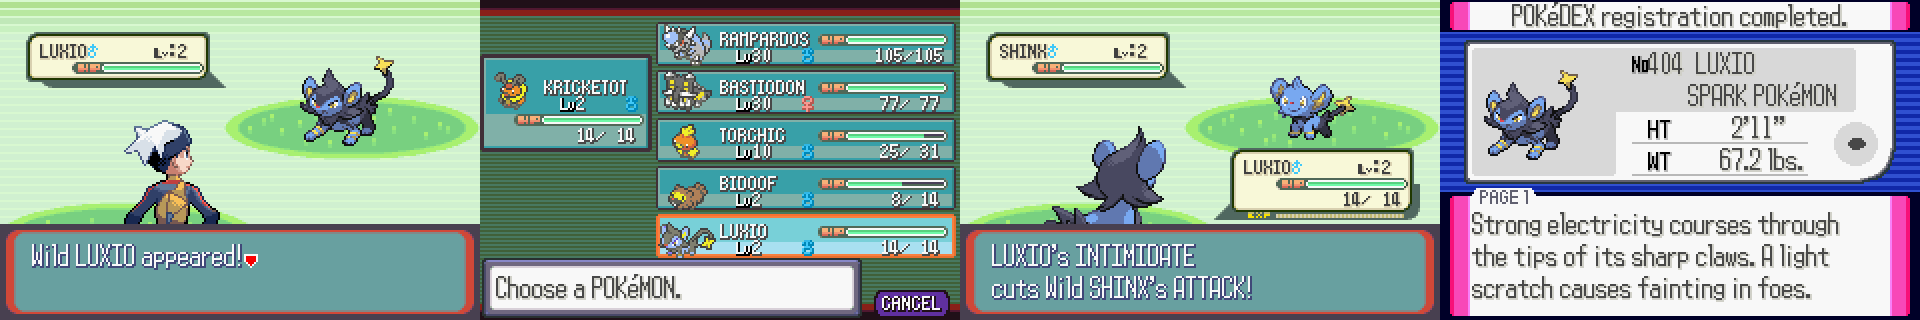 LUXIO♂ Lv:2
Wild LUXIO appeared!
KRICKETOT
Lv2 ♂
14/ 14
RAMPARDOS
Lv30 ♂ 105/105
BASTIODON
Lv30 ♀ 77/ 77
TORCHIC
Lv10 ♂ 25/ 31
BIDOOF
Lv2 ♂ 8/ 14
LUXIO
Lv2 ♂ 14/ 14
Choose a POKéMON.
CANCEL
SHINX♂ Lv:2
LUXIO♂ Lv:2
HP
14/ 14
EXP
LUXIO's INTIMIDATE
cuts Wild SHINX's ATTACK!
POKéDEX registration completed.
No404 LUXIO
SPARK POKéMON
HT 2'11"
WT 67.2 lbs.
PAGE 1
Strong electricity courses through
the tips of its sharp claws. A light
scratch causes fainting in foes.